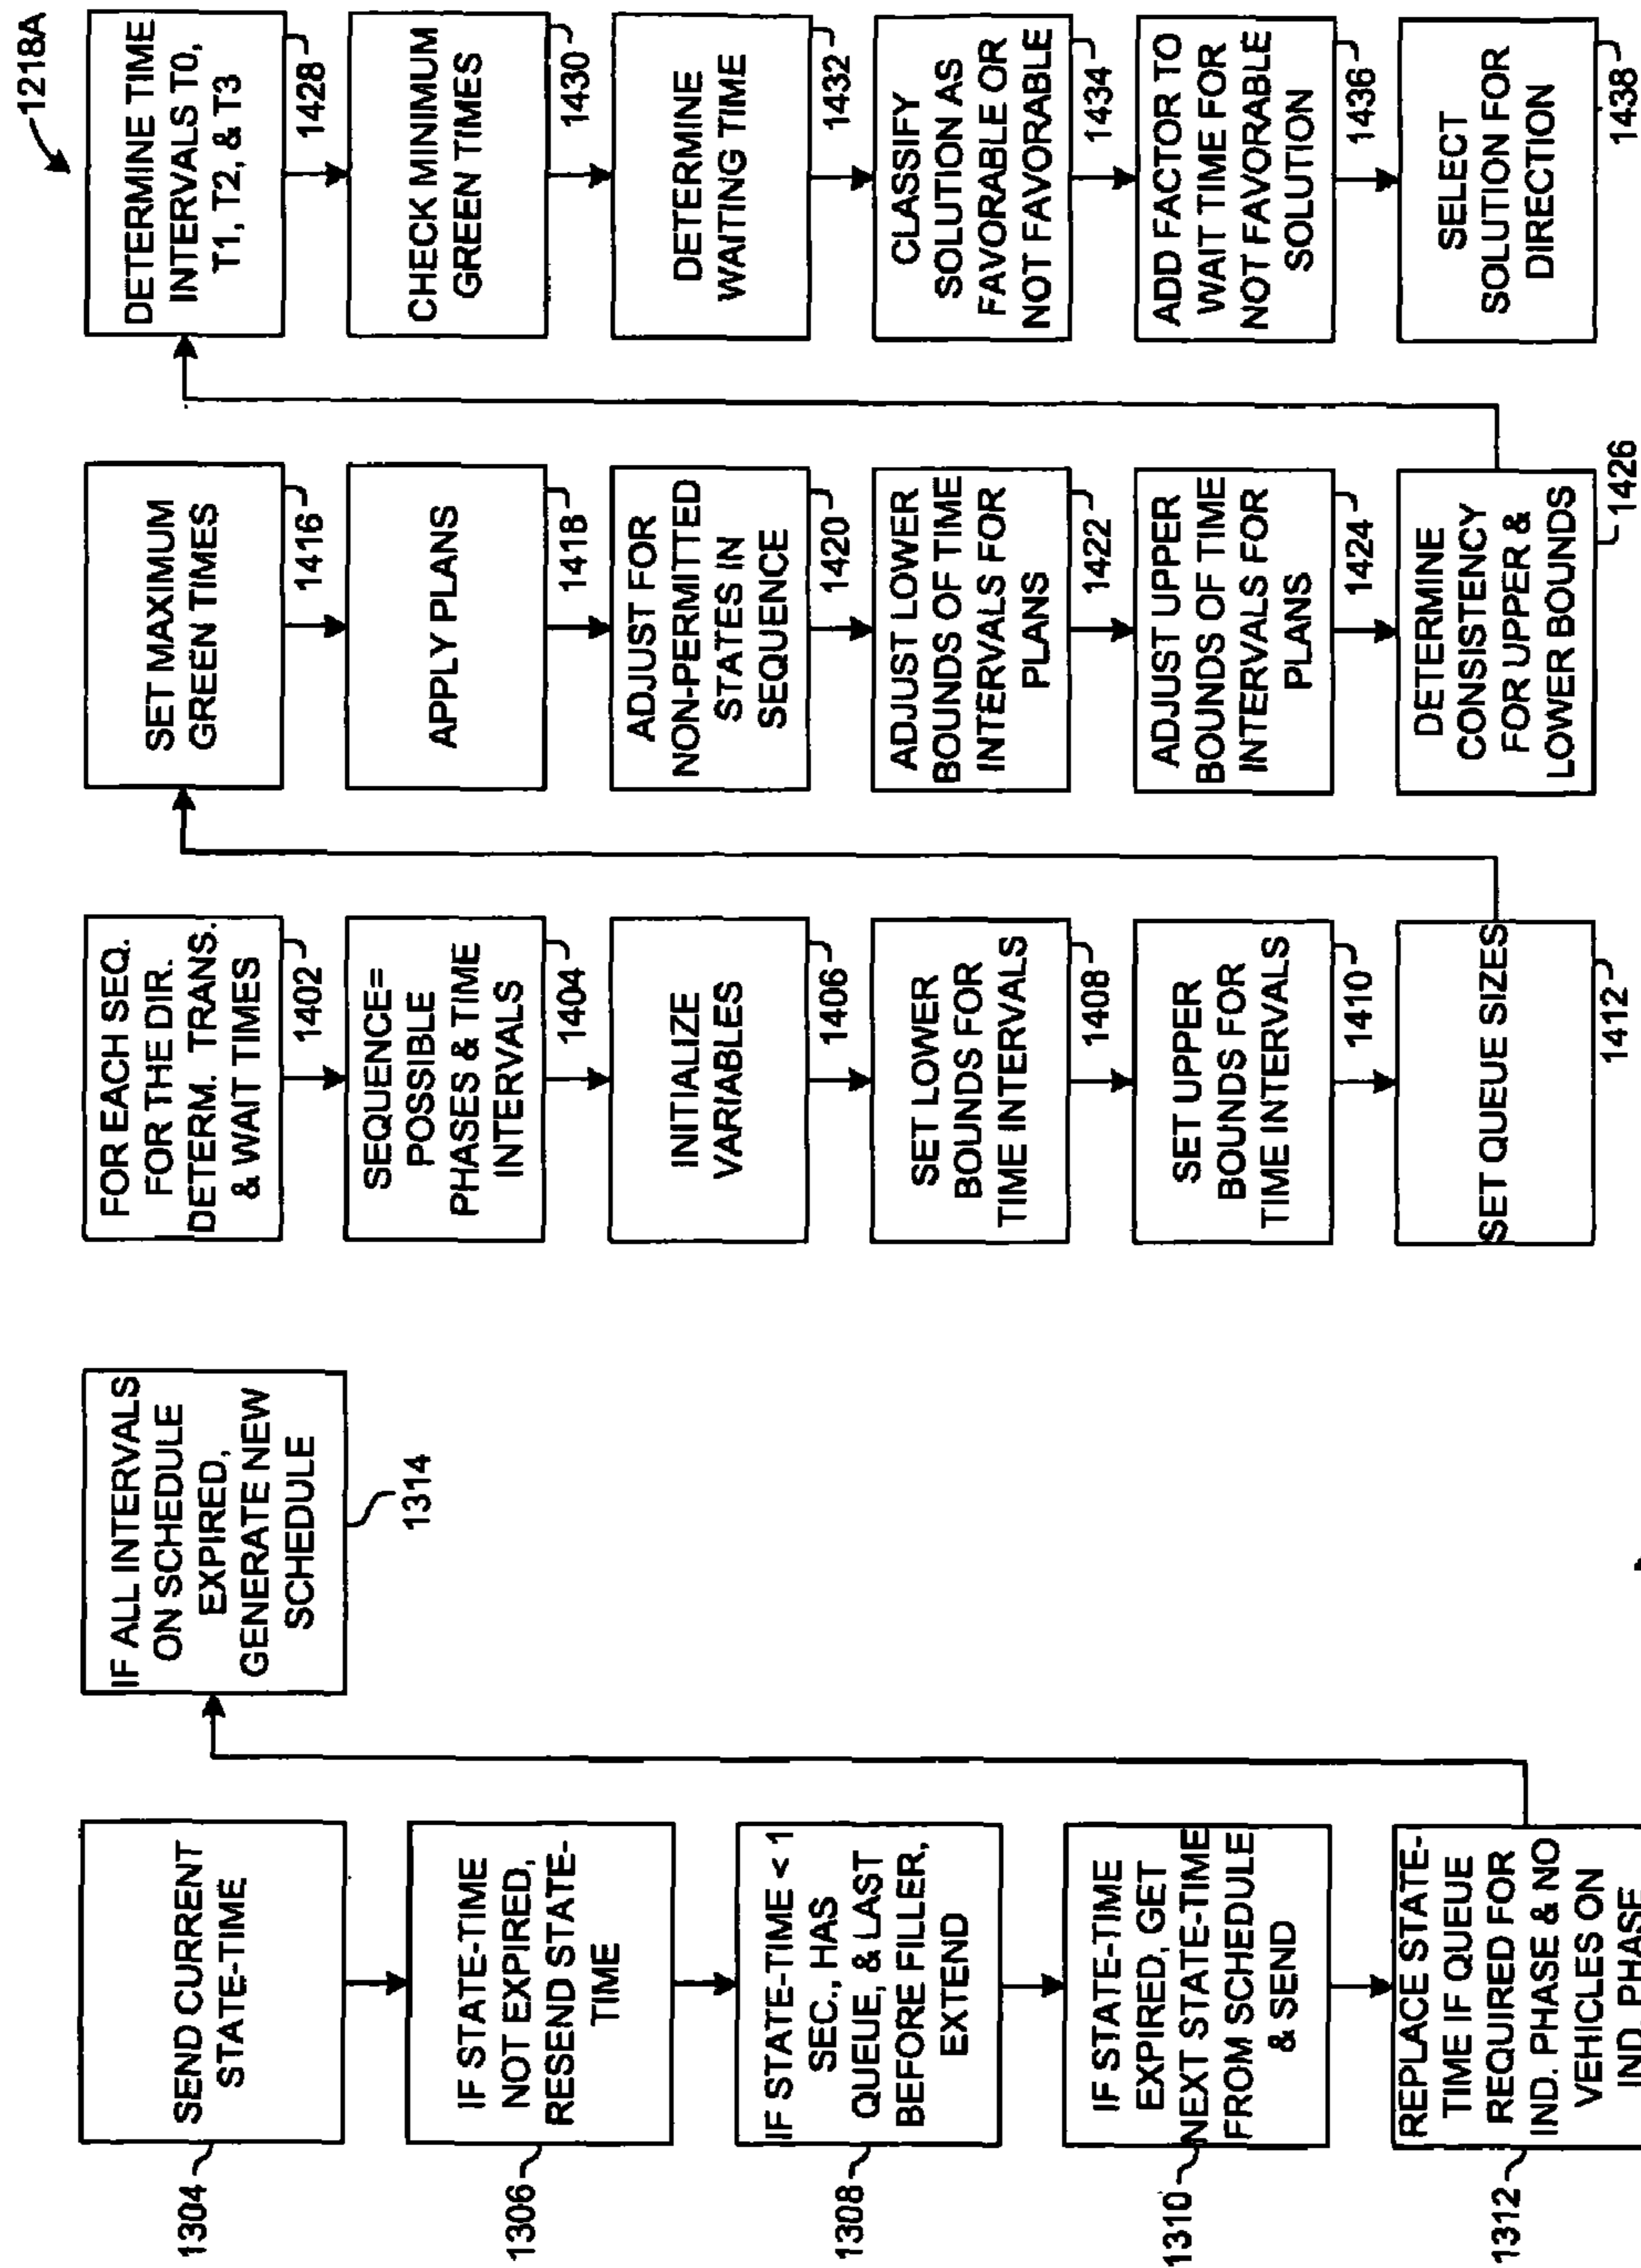 1304
SEND CURRENT
STATE-TIME
1306
IF STATE-TIME
NOT EXPIRED,
RESEND STATE-
TIME
1308
IF STATE-TIME < 1
SEC., HAS
QUEUE, & LAST
BEFORE FILLER,
EXTEND
1310
IF STATE-TIME
EXPIRED, GET
NEXT STATE-TIME
FROM SCHEDULE
& SEND
1312
REPLACE STATE-
TIME IF QUEUE
REQUIRED FOR
IND. PHASE & NO
VEHICLES ON
IND. PHASE
IF ALL INTERVALS
ON SCHEDULE
EXPIRED,
GENERATE NEW
SCHEDULE
1314
1218A
FOR EACH SEQ.
FOR THE DIR.
DETERM. TRANS.
& WAIT TIMES
1402
SEQUENCE=
POSSIBLE
PHASES & TIME
INTERVALS
1404
INITIALIZE
VARIABLES
1406
SET LOWER
BOUNDS FOR
TIME INTERVALS
1408
SET UPPER
BOUNDS FOR
TIME INTERVALS
1410
SET QUEUE SIZES
1412
SET MAXIMUM
GREEN TIMES
1416
APPLY PLANS
1418
ADJUST FOR
NON-PERMITTED
STATES IN
SEQUENCE
1420
ADJUST LOWER
BOUNDS OF TIME
INTERVALS FOR
PLANS
1422
ADJUST UPPER
BOUNDS OF TIME
INTERVALS FOR
PLANS
1424
DETERMINE
CONSISTENCY
FOR UPPER &
LOWER BOUNDS
1426
DETERMINE TIME
INTERVALS T0,
T1, T2, & T3
1428
CHECK MINIMUM
GREEN TIMES
1430
DETERMINE
WAITING TIME
1432
CLASSIFY
SOLUTION AS
FAVORABLE OR
NOT FAVORABLE
1434
ADD FACTOR TO
WAIT TIME FOR
NOT FAVORABLE
SOLUTION
1436
SELECT
SOLUTION FOR
DIRECTION
1438